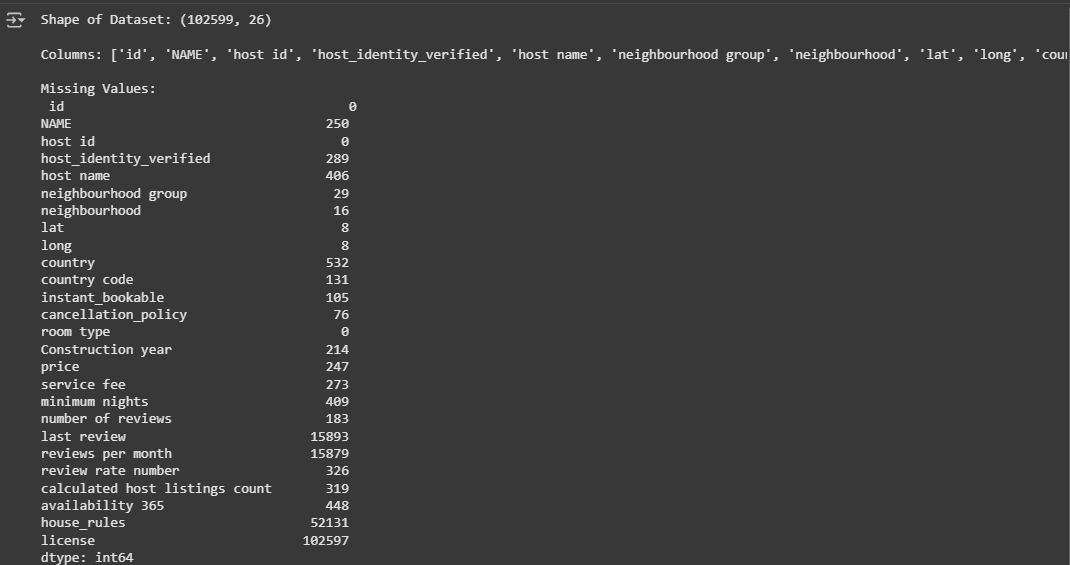 Shape of Dataset: (102599, 26)
Columns: ['id', 'NAME', 'host id', 'host_identity_verified', 'host name', 'neighbourhood group', 'neighbourhood', 'lat', 'long', 'cou
Missing Values:
id 0
NAME 250
host id 0
host_identity_verified 289
host name 406
neighbourhood group 29
neighbourhood 16
lat 8
long 8
country 532
country code 131
instant_bookable 105
cancellation_policy 76
room type 0
Construction year 214
price 247
service fee 273
minimum nights 409
number of reviews 183
last review 15893
reviews per month 15879
review rate number 326
calculated host listings count 319
availability 365 448
house_rules 52131
license 102597
dtype: int64